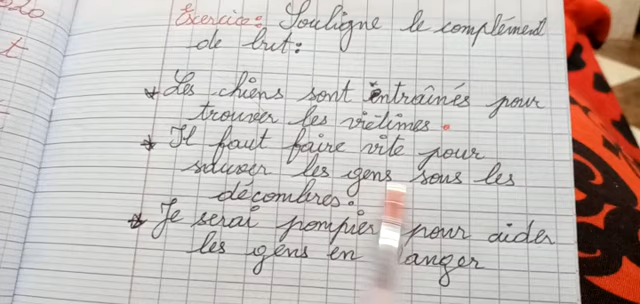 Exercice: Souligne le complément
de but:
* Les chiens sont entraînés pour
trouver les victimes.
* Il faut faire vite pour
sauver les gens sous les
décombres.
* Je serai pompier pour aider
les gens en anger